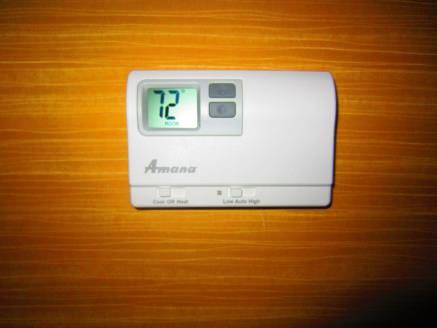 72°
ROOM
Amana
Cool Off Heat
Low Auto High